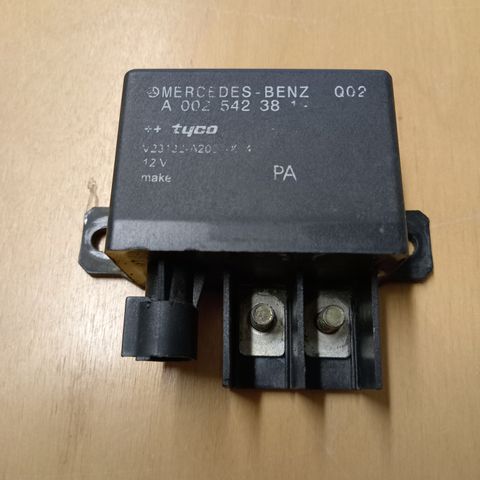 MERCEDES-BENZ Q02
A 002 542 38
tyco
12 V
make PA